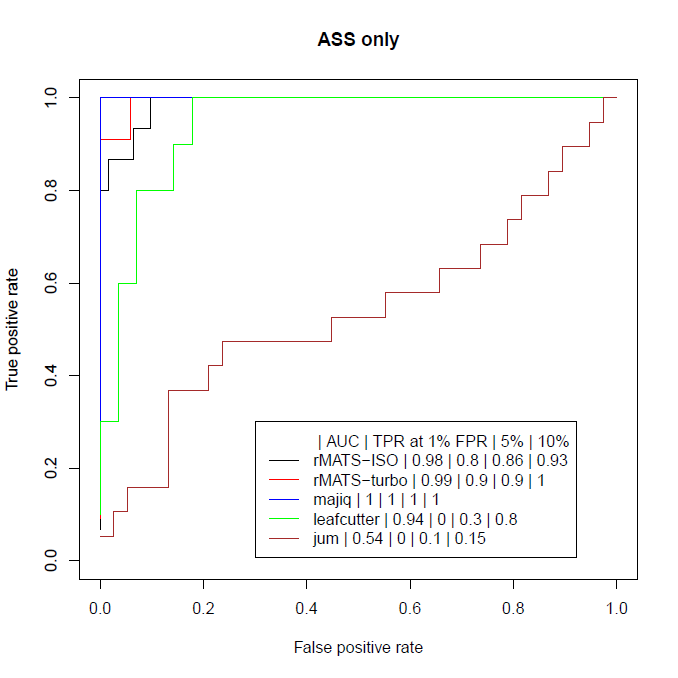 ASS only
True positive rate
1.0
0.8
0.6
0.4
0.2
0.0
| AUC | TPR at 1% FPR | 5% | 10%
rMATS−ISO | 0.98 | 0.8 | 0.86 | 0.93
rMATS−turbo | 0.99 | 0.9 | 0.9 | 1
majiq | 1 | 1 | 1 | 1
leafcutter | 0.94 | 0 | 0.3 | 0.8
jum | 0.54 | 0 | 0.1 | 0.15
0.0 0.2 0.4 0.6 0.8 1.0
False positive rate